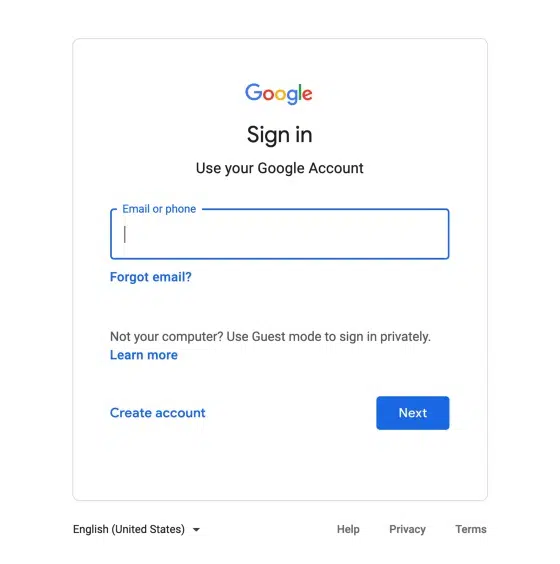 Google
Sign in
Use your Google Account
Email or phone
Forgot email?
Not your computer? Use Guest mode to sign in privately.
Learn more
Create account
Next
English (United States)
Help
Privacy
Terms